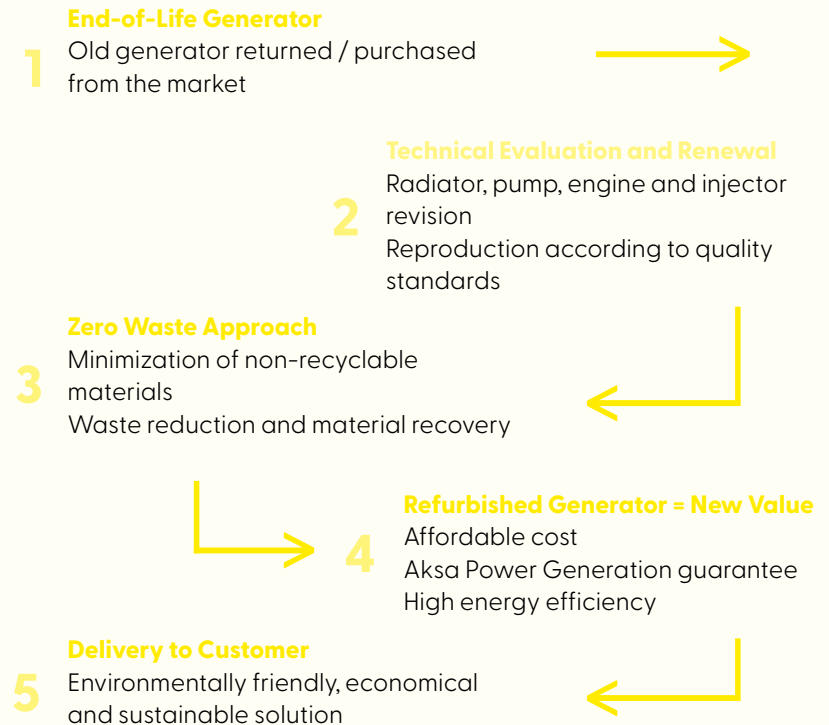 End-of-Life Generator
1
Old generator returned / purchased
from the market
Technical Evaluation and Renewal
2
Radiator, pump, engine and injector
revision
Reproduction according to quality
standards
Zero Waste Approach
3
Minimization of non-recyclable
materials
Waste reduction and material recovery
Refurbished Generator = New Value
4
Affordable cost
Aksa Power Generation guarantee
High energy efficiency
Delivery to Customer
5
Environmentally friendly, economical
and sustainable solution